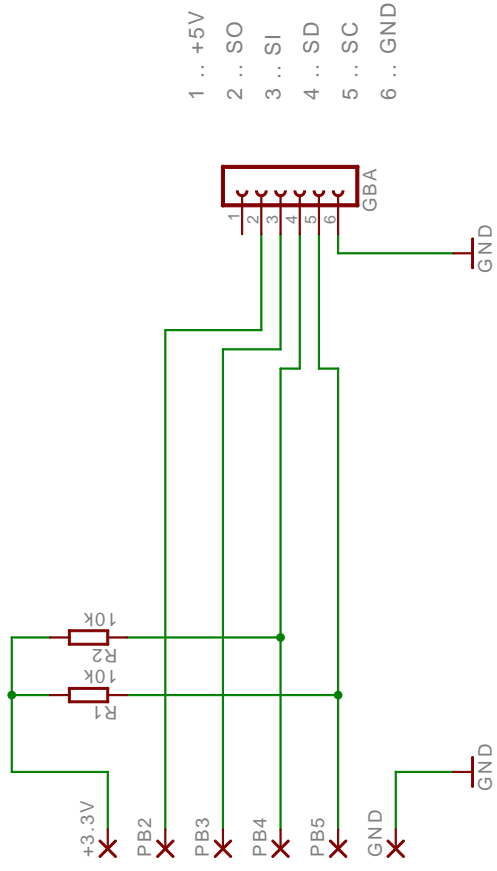 1 .. +5V
2 .. SO
3 .. SI
4 .. SD
5 .. SC
6 .. GND
GBA
1
2
3
4
5
6
GND
10k
R2
10k
R1
+3.3V
PB2
PB3
PB4
PB5
GND
GND